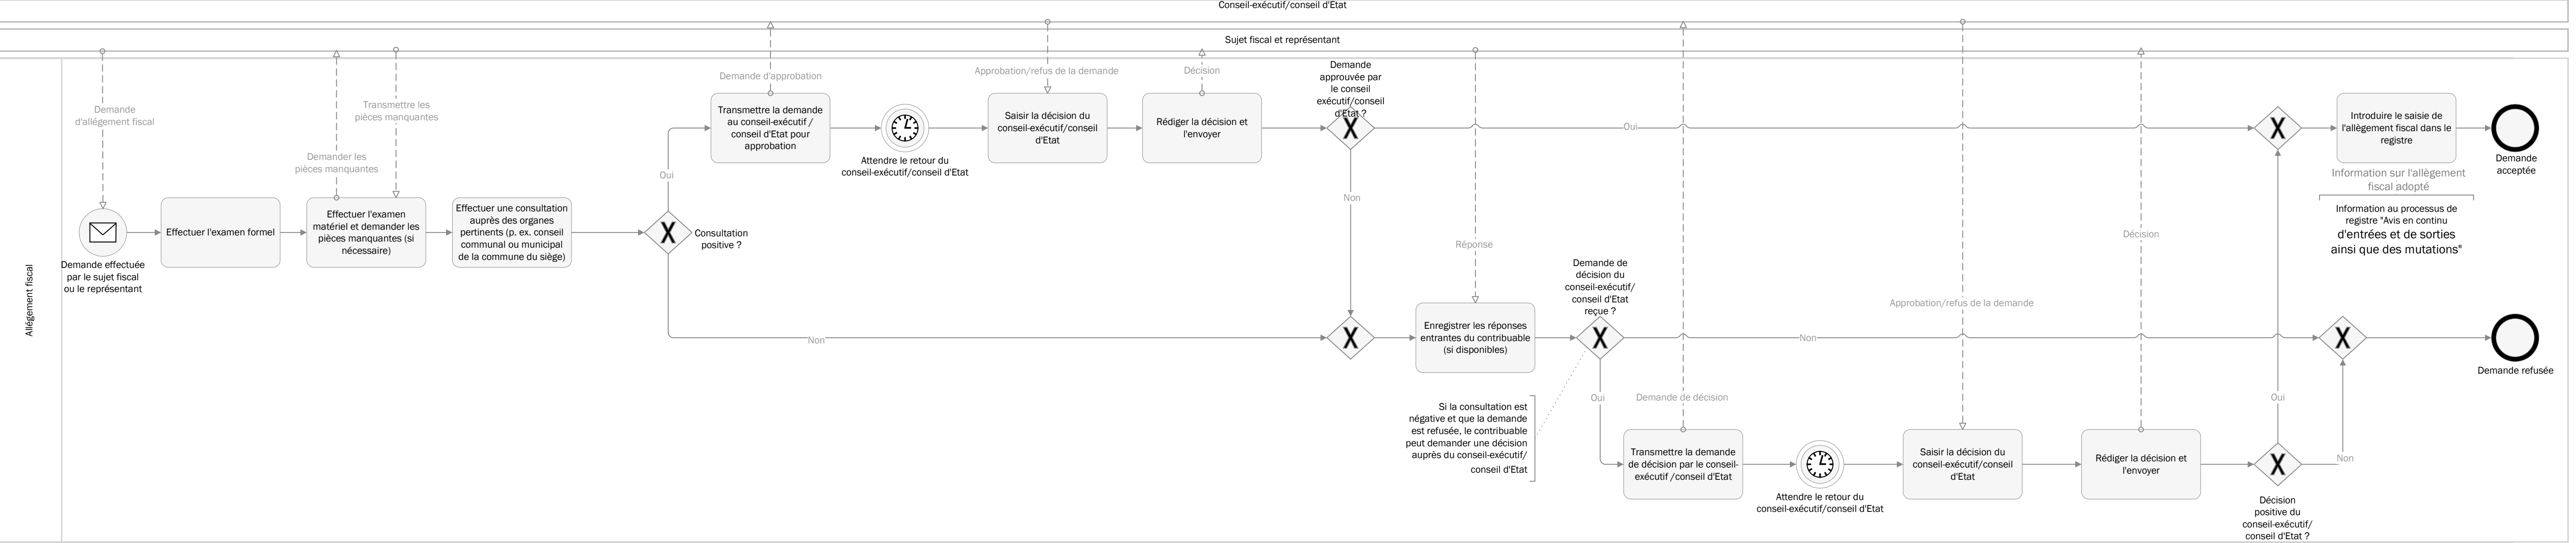 Conseil-exécutif/conseil d'Etat
Sujet fiscal et représentant
Allégement fiscal
Demande
d'allégement fiscal
Demande effectuée
par le sujet fiscal
ou le représentant
Effectuer l'examen formel
Demander les
pièces manquantes
Transmettre les
pièces manquantes
Effectuer l'examen
matériel et demander les
pièces manquantes (si
nécessaire)
Effectuer une consultation
auprès des organes
pertinents (p. ex. conseil
communal ou municipal
de la commune du siège)
Consultation
positive ?
Oui
Non
Demande d'approbation
Transmettre la demande
au conseil-exécutif /
conseil d'Etat pour
approbation
Attendre le retour du
conseil-exécutif/conseil d'Etat
Approbation/refus de la demande
Saisir la décision du
conseil-exécutif/conseil
d'Etat
Décision
Rédiger la décision et
l'envoyer
Demande
approuvée par
le conseil
exécutif/conseil
d'Etat ?
Oui
Non
Réponse
Enregistrer les réponses
entrantes du contribuable
(si disponibles)
Demande de
décision du
conseil-exécutif/
conseil d'Etat
reçue ?
Non
Oui
Si la consultation est
négative et que la demande
est refusée, le contribuable
peut demander une décision
auprès du conseil-exécutif/
conseil d'Etat
Demande de décision
Transmettre la demande
de décision par le conseil-
exécutif /conseil d'Etat
Attendre le retour du
conseil-exécutif/conseil d'Etat
Approbation/refus de la demande
Saisir la décision du
conseil-exécutif/conseil
d'Etat
Décision
Rédiger la décision et
l'envoyer
Décision
positive du
conseil-exécutif/
conseil d'Etat ?
Oui
Non
Introduire le saisie de
l'allègement fiscal dans le
registre
Information sur l'allègement
fiscal adopté
Information au processus de
registre "Avis en continu
d'entrées et de sorties
ainsi que des mutations"
Demande
acceptée
Demande refusée